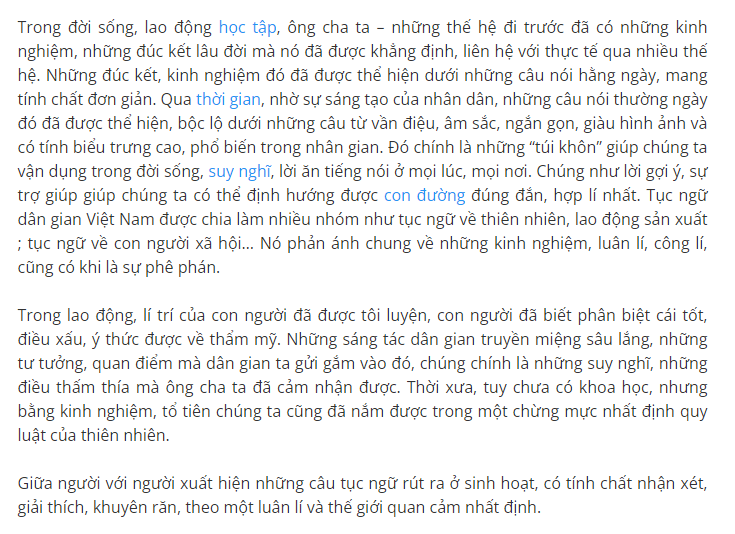 Trong đời sống, lao động học tập, ông cha ta – những thế hệ đi trước đã có những kinh
nghiệm, những đúc kết lâu đời mà nó đã được khẳng định, liên hệ với thực tế qua nhiều thế
hệ. Những đúc kết, kinh nghiệm đó đã được thể hiện dưới những câu nói hằng ngày, mang
tính chất đơn giản. Qua thời gian, nhờ sự sáng tạo của nhân dân, những câu nói thường ngày
đó đã được thể hiện, bộc lộ dưới những câu từ vần điệu, âm sắc, ngắn gọn, giàu hình ảnh và
có tính biểu trưng cao, phổ biến trong nhân gian. Đó chính là những “túi khôn” giúp chúng ta
vận dụng trong đời sống, suy nghĩ, lời ăn tiếng nói ở mọi lúc, mọi nơi. Chúng như lời gợi ý, sự
trợ giúp giúp chúng ta có thể định hướng được con đường đúng đắn, hợp lí nhất. Tục ngữ
dân gian Việt Nam được chia làm nhiều nhóm như tục ngữ về thiên nhiên, lao động sản xuất
; tục ngữ về con người xã hội… Nó phản ánh chung về những kinh nghiệm, luân lí, công lí,
cũng có khi là sự phê phán.
Trong lao động, lí trí của con người đã được tôi luyện, con người đã biết phân biệt cái tốt,
điều xấu, ý thức được về thẩm mỹ. Những sáng tác dân gian truyền miệng sâu lắng, những
tư tưởng, quan điểm mà dân gian ta gửi gắm vào đó, chúng chính là những suy nghĩ, những
điều thấm thía mà ông cha ta đã cảm nhận được. Thời xưa, tuy chưa có khoa học, nhưng
bằng kinh nghiệm, tổ tiên chúng ta cũng đã nắm được trong một chừng mực nhất định quy
luật của thiên nhiên.
Giữa người với người xuất hiện những câu tục ngữ rút ra ở sinh hoạt, có tính chất nhận xét,
giải thích, khuyên răn, theo một luân lí và thế giới quan cảm nhất định.